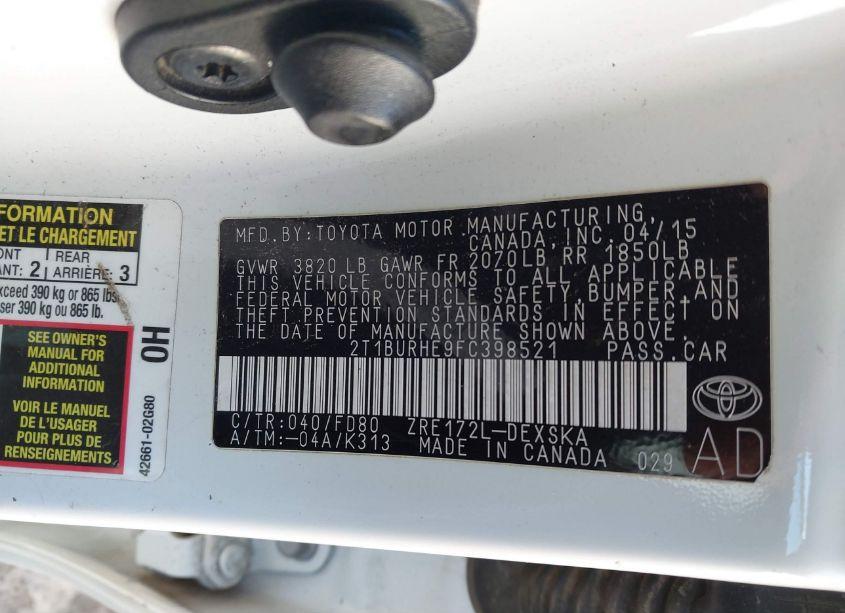 FORMATION
ET LE CHARGEMENT
ONT
ANT: 2
REAR
ARRIÈRE: 3
xceed 390 kg or 865 lbs
ser 390 kg ou 865 lb.
SEE OWNER'S
MANUAL FOR
ADDITIONAL
INFORMATION
VOIR LE MANUEL
DE L'USAGER
POUR PLUS DE
RENSEIGNEMENTS
0H
42661-02G80
MFD.BY:TOYOTA MOTOR MANUFACTURING,
CANADA,INC. 04/15
GVWR 3820 LB GAWR FR 2070LB, RR 1850LB
THIS VEHICLE CONFORMS TO ALL APPLICABLE
FEDERAL MOTOR VEHICLE SAFETY,BUMPER,AND
THEFT PREVENTION STANDARDS IN EFFECT ON
THE DATE OF MANUFACTURE SHOWN ABOVE.
2T1BURHE9FC398521 PASS.CAR
C/TR:040/FD80 ZRE172L-DEXSKA
A/TM:-04A/K313 MADE IN CANADA 029
AD